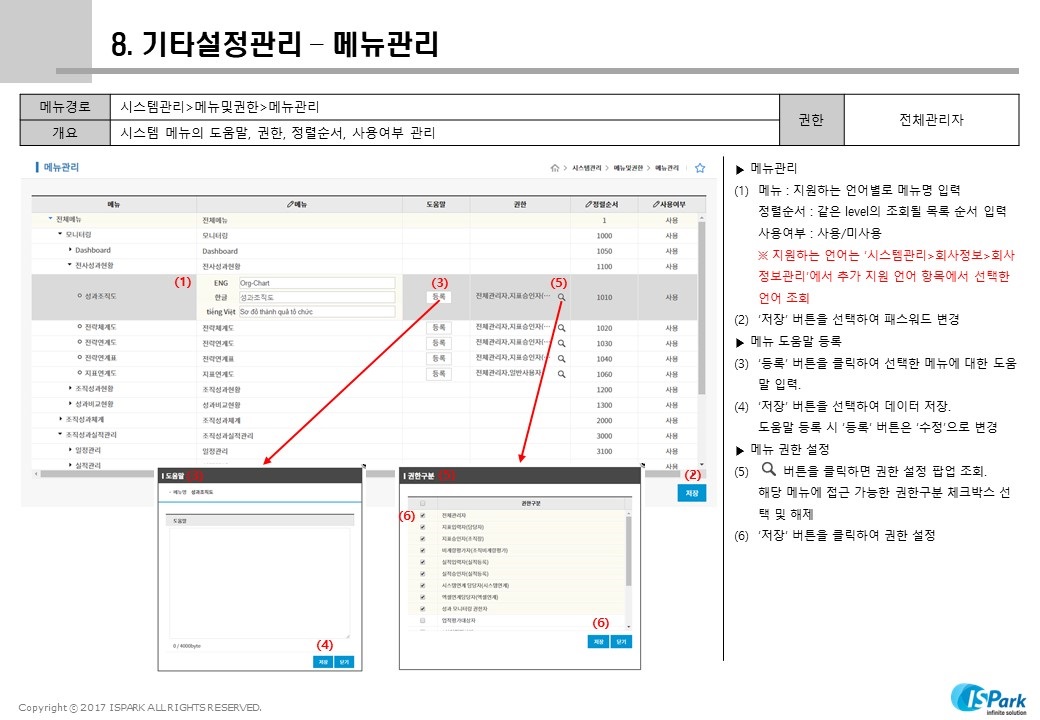 8. 기타설정관리 – 메뉴관리
메뉴경로 시스템관리>메뉴및권한>메뉴관리 권한 전체관리자
개요 시스템 메뉴의 도움말, 권한, 정렬순서, 사용여부 관리
메뉴관리
시스템관리 > 메뉴및권한 > 메뉴관리
메뉴 메뉴 도움말 권한 정렬순서 사용여부
전체메뉴 전체메뉴 1 사용
모니터링 모니터링 1000 사용
Dashboard Dashboard 1050 사용
전사성과현황 전사성과현황 1100 사용
(1) (3) (5)
ENG Org-Chart
성과조직도 한글 성과조직도 등록 전체관리자,지표승인자(··· 1010 사용
tiếng Việt Sơ đồ thành quả tổ chức
전략체계도 전략체계도 등록 전체관리자,지표승인자(··· 1020 사용
전략연계도 전략연계도 등록 전체관리자,지표승인자(··· 1030 사용
전략연계표 전략연계표 등록 전체관리자,지표승인자(··· 1040 사용
지표연계도 지표연계도 등록 전체관리자,일반사용자 1060 사용
조직성과현황 조직성과현황 1200 사용
성과비교현황 성과비교현황 1300 사용
조직성과체계 조직성과체계 2000 사용
조직성과실적관리 조직성과실적관리 3000 사용
일정관리 일정관리 3100 사용
실적관리 실적관리 사용
(2)
저장
도움말
메뉴명 성과조직도
도움말
0 / 4000byte
(4)
저장 닫기
권한구분
권한구분
(6)
전체관리자
지표입력자(담당자)
지표승인자(조직장)
비계량평가자(조직비계량평가)
실적입력자(실적등록)
실적승인자(실적등록)
시스템연계 담당자(시스템연계)
엑셀연계담당자(엑셀연계)
성과 모니터링 권한자
업적평가대상자
(6)
저장 닫기
▶ 메뉴관리
(1) 메뉴 : 지원하는 언어별로 메뉴명 입력
정렬순서 : 같은 level의 조회될 목록 순서 입력
사용여부 : 사용/미사용
※ 지원하는 언어는 '시스템관리>회사정보>회사
정보관리'에서 추가 지원 언어 항목에서 선택한
언어 조회
(2) '저장' 버튼을 선택하여 패스워드 변경
▶ 메뉴 도움말 등록
(3) '등록' 버튼을 클릭하여 선택한 메뉴에 대한 도움
말 입력.
(4) '저장' 버튼을 선택하여 데이터 저장.
도움말 등록 시 '등록' 버튼은 '수정'으로 변경
▶ 메뉴 권한 설정
(5) 버튼을 클릭하면 권한 설정 팝업 조회.
해당 메뉴에 접근 가능한 권한구분 체크박스 선
택 및 해제
(6) '저장' 버튼을 클릭하여 권한 설정
Copyright ⓒ 2017 ISPARK ALL RIGHTS RESERVED.
ISPark
infinite solution